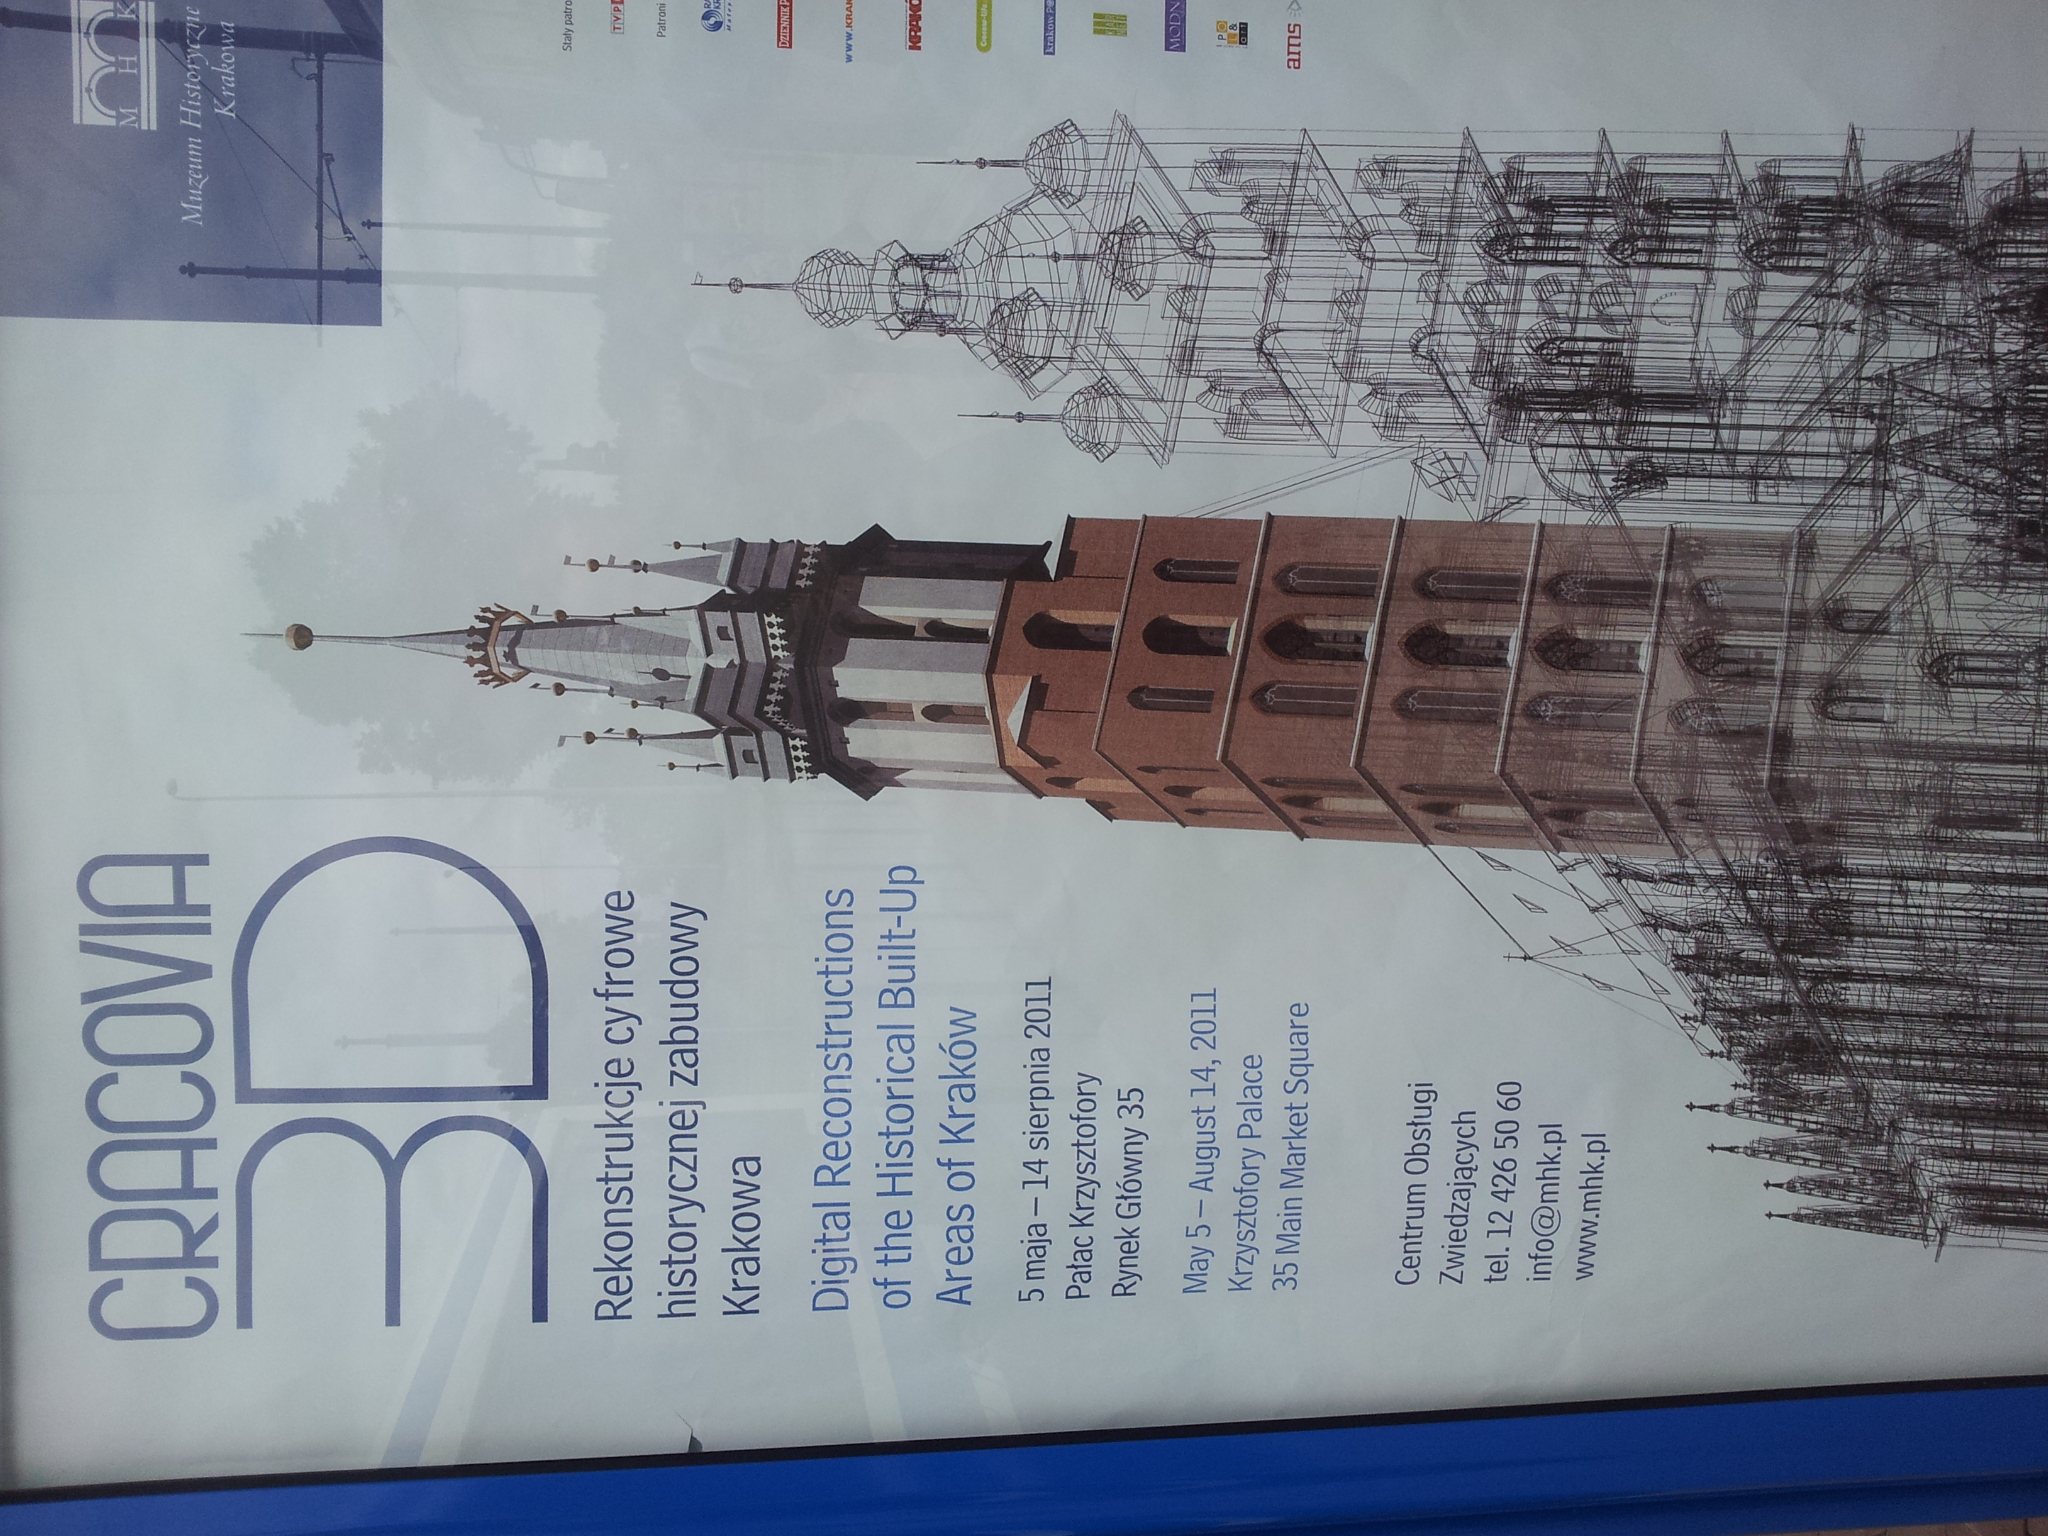 CRACOVIA
3D
Rekonstrukcje cyfrowe
historycznej zabudowy
Krakowa
Digital Reconstructions
of the Historical Built-Up
Areas of Kraków
5 maja – 14 sierpnia 2011
Pałac Krzysztofory
Rynek Główny 35
May 5 – August 14, 2011
Krzysztofory Palace
35 Main Market Square
Centrum Obsługi
Zwiedzających
tel. 12 426 50 60
info@mhk.pl
www.mhk.pl
M H K
Muzeum Historyczne
Krakowa
Stały
TVP
Patroni
DZIENNIK
ams